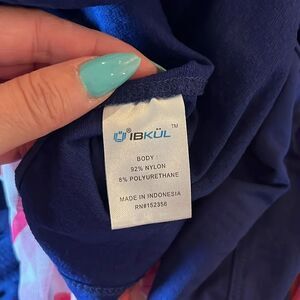 IBKÜL™
BODY:
92% NYLON
8% POLYURETHANE
MADE IN INDONESIA
RN#152356